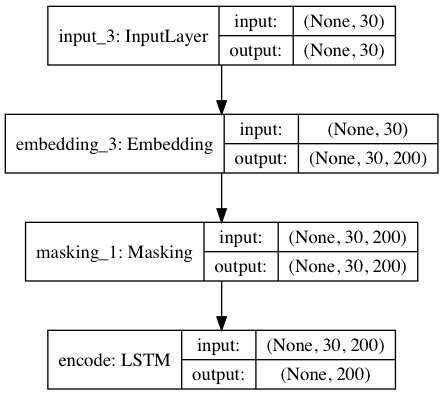 input_3: InputLayer
input: (None, 30)
output: (None, 30)
embedding_3: Embedding
input: (None, 30)
output: (None, 30, 200)
masking_1: Masking
input: (None, 30, 200)
output: (None, 30, 200)
encode: LSTM
input: (None, 30, 200)
output: (None, 200)